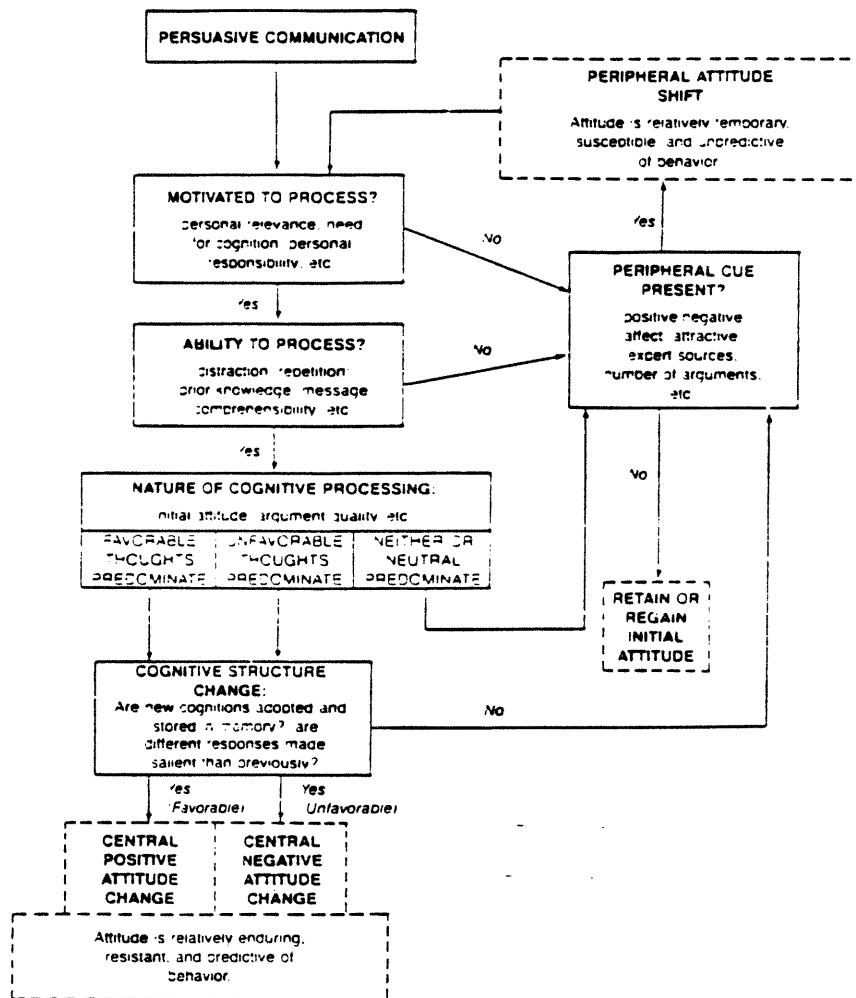 PERSUASIVE COMMUNICATION
PERIPHERAL ATTITUDE
SHIFT
Attitude is relatively temporary,
susceptible, and unpredictive
of behavior
MOTIVATED TO PROCESS?
personal relevance, need
for cognition, personal
responsibility, etc
No
Yes
PERIPHERAL CUE
PRESENT?
positive negative
affect, attractive
expert sources,
number of arguments,
etc
Yes
ABILITY TO PROCESS?
distraction, repetition,
prior knowledge, message
comprehensibility, etc
No
Yes
No
NATURE OF COGNITIVE PROCESSING:
initial attitude, argument quality, etc
FAVORABLE
THOUGHTS
PREDOMINATE
UNFAVORABLE
THOUGHTS
PREDOMINATE
NEITHER OR
NEUTRAL
PREDOMINATE
RETAIN OR
REGAIN
INITIAL
ATTITUDE
COGNITIVE STRUCTURE
CHANGE:
Are new cognitions adopted and
stored in memory?, are
different responses made
salient than previously?
No
Yes
(Favorable)
Yes
(Unfavorable)
CENTRAL
POSITIVE
ATTITUDE
CHANGE
CENTRAL
NEGATIVE
ATTITUDE
CHANGE
Attitude is relatively enduring,
resistant, and predictive of
behavior.